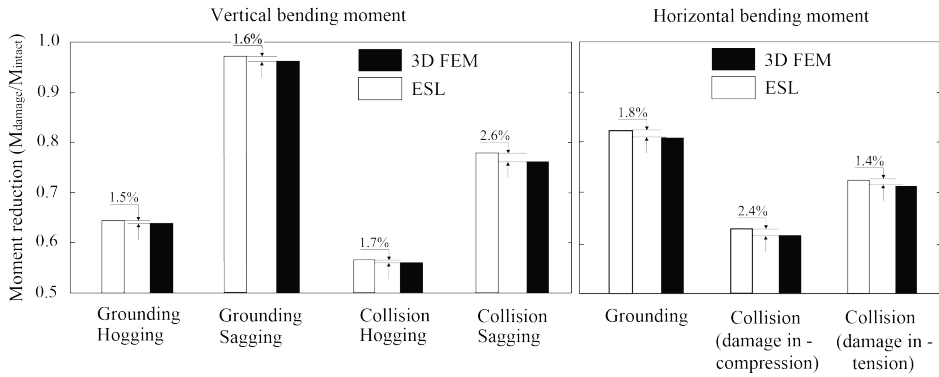 Vertical bending moment
Horizontal bending moment
Moment reduction (Mdamage/Mintact)
1.0
0.9
0.8
0.7
0.6
0.5
1.5%
1.6%
1.7%
2.6%
3D FEM
ESL
Grounding
Hogging
Grounding
Sagging
Collision
Hogging
Collision
Sagging
1.8%
2.4%
1.4%
3D FEM
ESL
Grounding
Collision
(damage in -
compression)
Collision
(damage in -
tension)